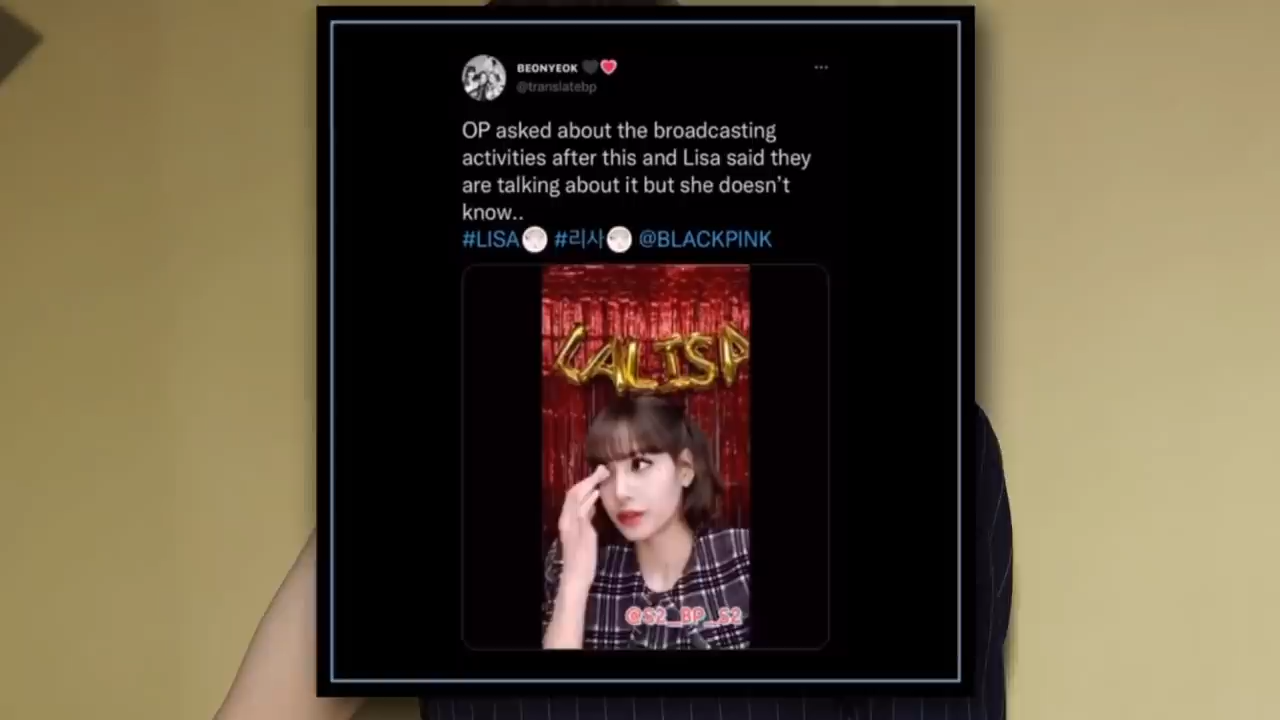 BEONYEOK 🖤❤️
@translatebp
OP asked about the broadcasting
activities after this and Lisa said they
are talking about it but she doesn't
know..
#LISA #리사 @BLACKPINK
LALISA
@S2_BP_S2